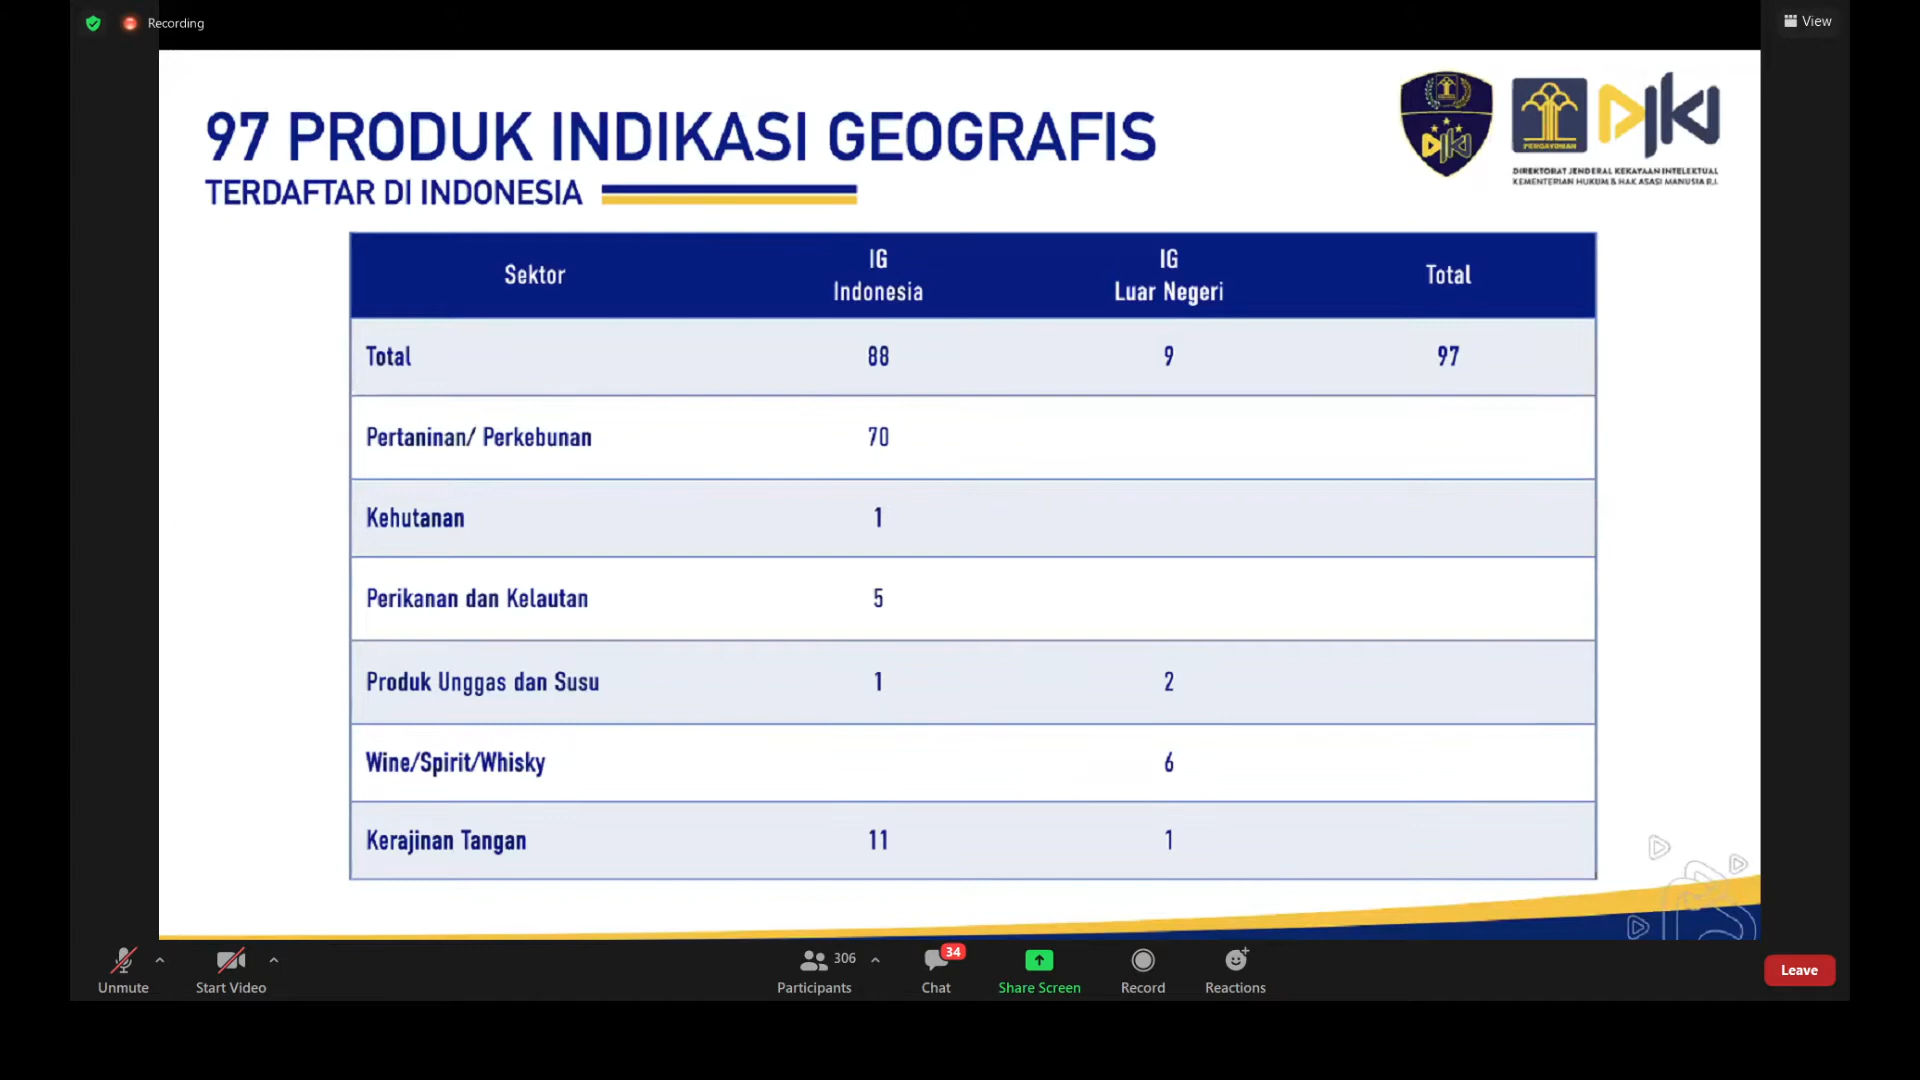 Recording
View
97 PRODUK INDIKASI GEOGRAFIS
TERDAFTAR DI INDONESIA
DJKI
PENGAYOMAN
DJKI
DIREKTORAT JENDERAL KEKAYAAN INTELEKTUAL
KEMENTERIAN HUKUM & HAK ASASI MANUSIA R.I.
Sektor
IG
Indonesia
IG
Luar Negeri
Total
Total 88 9 97
Pertaninan/ Perkebunan 70
Kehutanan 1
Perikanan dan Kelautan 5
Produk Unggas dan Susu 1 2
Wine/Spirit/Whisky 6
Kerajinan Tangan 11 1
306
34
Unmute
Start Video
Participants
Chat
Share Screen
Record
Reactions
Leave